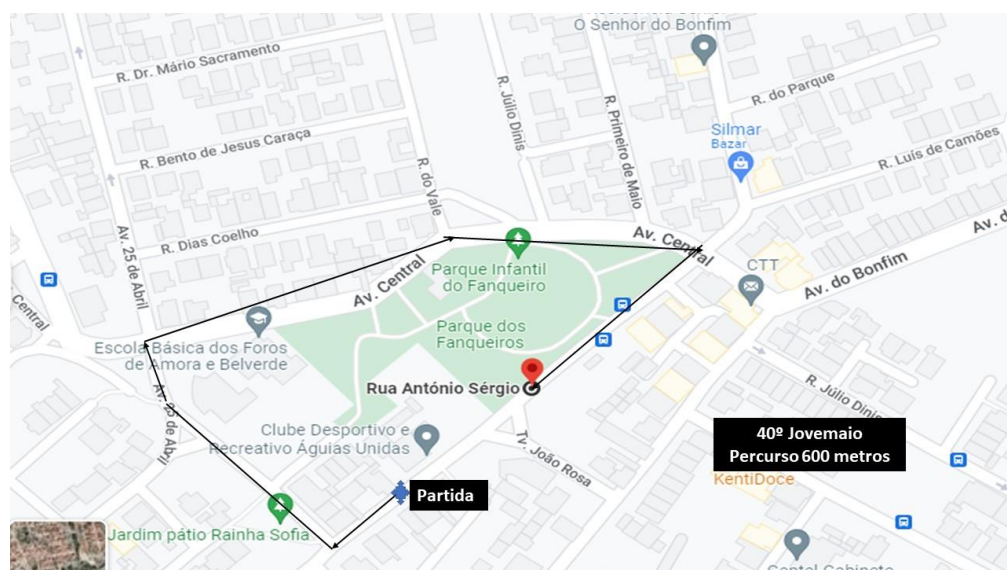 O Senhor do Bonfim
R. Dr. Mário Sacramento
R. Júlio Dinis
R. Primeiro de Maio
R. do Parque
Silmar
Bazar
R. Bento de Jesus Caraça
R. do Vale
R. Luís de Camões
Av. 25 de Abril
R. Dias Coelho
Av. Central
Av. d
Parque Infantil
do Fanqueiro
CTT
Av. do Bonfim
Av. Central
Central
Parque dos
Fanqueiros
Escola Básica dos Foros
de Amora e Belverde
Rua António Sérgio
R. Júlio Dinis
Av. 25 de Abril
Clube Desportivo e
Recreativo Águias Unidas
Tv. João Rosa
40º Jovemaio
Percurso 600 metros
KentiDoce
Partida
Jardim pátio Rainha Sofia